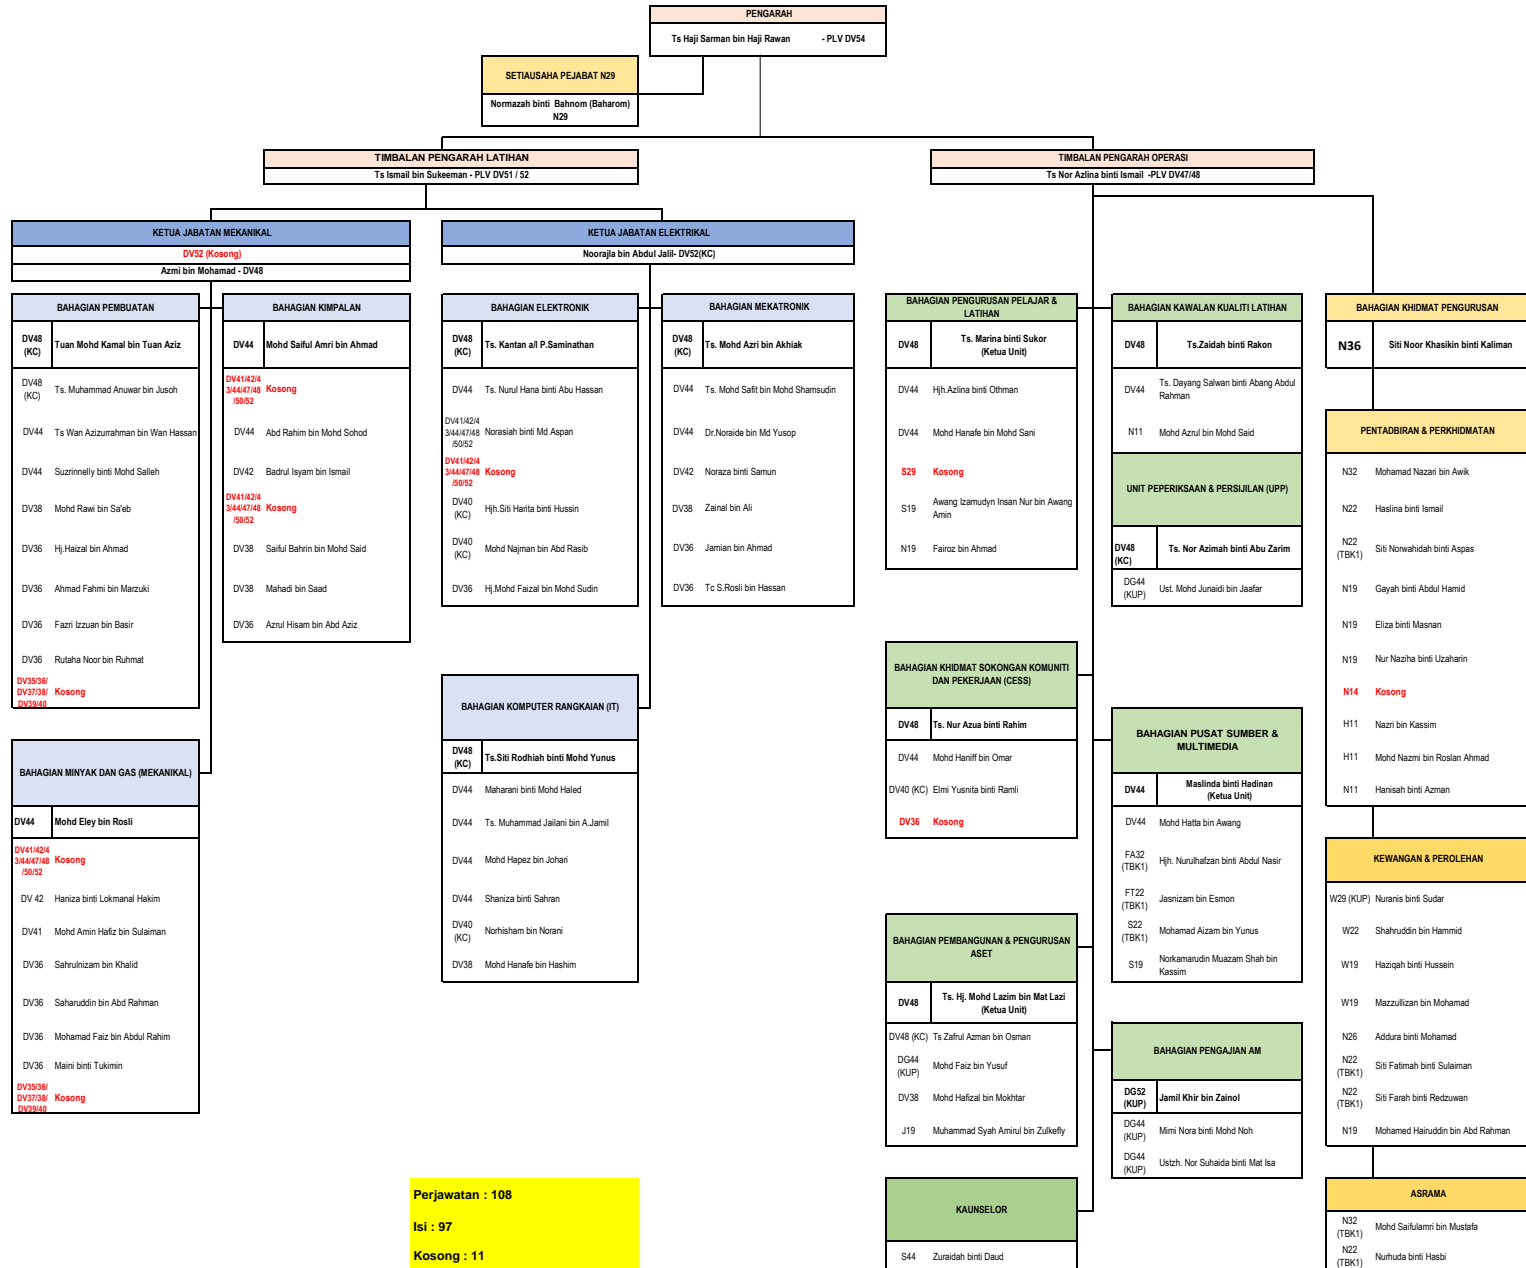 PENGARAH
Ts Haji Sarman bin Haji Rawan - PLV DV54
SETIAUSAHA PEJABAT N29
Normazah binti Bahnom (Baharom)
N29
TIMBALAN PENGARAH LATIHAN
Ts Ismail bin Sukeeman - PLV DV51 / 52
TIMBALAN PENGARAH OPERASI
Ts Nor Azlina binti Ismail -PLV DV47/48
KETUA JABATAN MEKANIKAL
DV52 (Kosong)
Azmi bin Mohamad - DV48
KETUA JABATAN ELEKTRIKAL
Noorajla bin Abdul Jalil- DV52(KC)
BAHAGIAN PEMBUATAN
DV48
(KC)
Tuan Mohd Kamal bin Tuan Aziz
DV48
(KC)
Ts. Muhammad Anuwar bin Jusoh
DV44 Ts Wan Azizurrahman bin Wan Hassan
DV44 Suzrinnelly binti Mohd Salleh
DV38 Mohd Rawi bin Sa'eb
DV36 Hj.Haizal bin Ahmad
DV36 Ahmad Fahmi bin Marzuki
DV36 Fazri Izzuan bin Basir
DV36 Rutaha Noor bin Ruhmat
DV35/36/
DV37/38/ Kosong
DV39/40
BAHAGIAN KIMPALAN
DV44 Mohd Saiful Amri bin Ahmad
DV41/42/4
3/44/47/48 Kosong
/50/52
DV44 Abd Rahim bin Mohd Sohod
DV42 Badrul Isyam bin Ismail
DV41/42/4
3/44/47/48 Kosong
/50/52
DV38 Saiful Bahrin bin Mohd Said
DV38 Mahadi bin Saad
DV36 Azrul Hisam bin Abd Aziz
BAHAGIAN MINYAK DAN GAS (MEKANIKAL)
DV44 Mohd Eley bin Rosli
DV41/42/4
3/44/47/48 Kosong
/50/52
DV 42 Haniza binti Lokmanal Hakim
DV41 Mohd Amin Hafiz bin Sulaiman
DV36 Sahrulnizam bin Khalid
DV36 Saharuddin bin Abd Rahman
DV36 Mohamad Faiz bin Abdul Rahim
DV36 Maini binti Tukimin
DV35/36/
DV37/38/ Kosong
DV39/40
BAHAGIAN ELEKTRONIK
DV48
(KC)
Ts. Kantan a/l P.Saminathan
DV44 Ts. Nurul Hana binti Abu Hassan
DV41/42/4
3/44/47/48 Norasiah binti Md Aspan
/50/52
DV41/42/4
3/44/47/48 Kosong
/50/52
DV40
(KC)
Hjh.Siti Harita binti Hussin
DV40
(KC)
Mohd Najman bin Abd Rasib
DV36 Hj.Mohd Faizal bin Mohd Sudin
BAHAGIAN MEKATRONIK
DV48
(KC)
Ts. Mohd Azri bin Akhiak
DV44 Ts. Mohd Safit bin Mohd Shamsudin
DV44 Dr.Noraide bin Md Yusop
DV42 Noraza binti Samun
DV38 Zainal bin Ali
DV36 Jamian bin Ahmad
DV36 Tc S.Rosli bin Hassan
BAHAGIAN KOMPUTER RANGKAIAN (IT)
DV48
(KC)
Ts.Siti Rodhiah binti Mohd Yunus
DV44 Maharani binti Mohd Haled
DV44 Ts. Muhammad Jailani bin A.Jamil
DV44 Mohd Hapez bin Johari
DV44 Shaniza binti Sahran
DV40
(KC)
Norhisham bin Norani
DV38 Mohd Hanafe bin Hashim
Perjawatan : 108
Isi : 97
Kosong : 11
BAHAGIAN PENGURUSAN PELAJAR &
LATIHAN
DV48 Ts. Marina binti Sukor
(Ketua Unit)
DV44 Hjh.Azlina binti Othman
DV44 Mohd Hanafe bin Mohd Sani
S29 Kosong
S19 Awang Izamudyn Insan Nur bin Awang
Amin
N19 Fairoz bin Ahmad
BAHAGIAN KHIDMAT SOKONGAN KOMUNITI
DAN PEKERJAAN (CESS)
DV48 Ts. Nur Azua binti Rahim
DV44 Mohd Haniff bin Omar
DV40 (KC) Elmi Yusnita binti Ramli
DV36 Kosong
BAHAGIAN PEMBANGUNAN & PENGURUSAN
ASET
DV48 Ts. Hj. Mohd Lazim bin Mat Lazi
(Ketua Unit)
DV48 (KC) Ts Zafrul Azman bin Osman
DG44
(KUP)
Mohd Faiz bin Yusuf
DV38 Mohd Hafizal bin Mokhtar
J19 Muhammad Syah Amirul bin Zulkefly
KAUNSELOR
S44 Zuraidah binti Daud
BAHAGIAN KAWALAN KUALITI LATIHAN
DV48 Ts.Zaidah binti Rakon
DV44 Ts. Dayang Salwan binti Abang Abdul
Rahman
N11 Mohd Azrul bin Mohd Said
UNIT PEPERIKSAAN & PERSIJILAN (UPP)
DV48
(KC)
Ts. Nor Azimah binti Abu Zarim
DG44
(KUP)
Ust. Mohd Junaidi bin Jaafar
BAHAGIAN PUSAT SUMBER &
MULTIMEDIA
DV44 Maslinda binti Hadinan
(Ketua Unit)
DV44 Mohd Hatta bin Awang
FA32
(TBK1)
Hjh. Nurulhafzan binti Abdul Nasir
FT22
(TBK1)
Jasnizam bin Esmon
S22
(TBK1)
Mohamad Aizam bin Yunus
S19 Norkamarudin Muazam Shah bin
Kassim
BAHAGIAN PENGAJIAN AM
DG52
(KUP)
Jamil Khir bin Zainol
DG44
(KUP)
Mimi Nora binti Mohd Noh
DG44
(KUP)
Ustzh. Nor Suhaida binti Mat Isa
BAHAGIAN KHIDMAT PENGURUSAN
N36 Siti Noor Khasikin binti Kaliman
PENTADBIRAN & PERKHIDMATAN
N32 Mohamad Nazari bin Awik
N22 Haslina binti Ismail
N22
(TBK1)
Siti Norwahidah binti Aspas
N19 Gayah binti Abdul Hamid
N19 Eliza binti Masnan
N19 Nur Naziha binti Uzaharin
N14 Kosong
H11 Nazri bin Kassim
H11 Mohd Nazmi bin Roslan Ahmad
N11 Hanisah binti Azman
KEWANGAN & PEROLEHAN
W29 (KUP) Nuranis binti Sudar
W22 Shahruddin bin Hammid
W19 Haziqah binti Hussein
W19 Mazzullizan bin Mohamad
N26 Addura binti Mohamad
N22
(TBK1)
Siti Fatimah binti Sulaiman
N22
(TBK1)
Siti Farah binti Redzuwan
N19 Mohamed Hairuddin bin Abd Rahman
ASRAMA
N32
(TBK1)
Mohd Saifulamri bin Mustafa
N22
(TBK1)
Nurhuda binti Hasbi